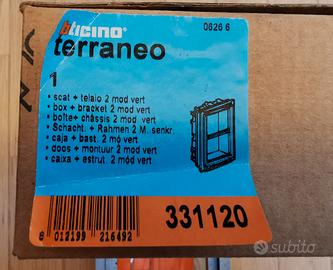 bticino
0626 6
terraneo
1
• scat + telaio 2 mod vert
• box + bracket 2 mod vert
• boîte+ châssis 2 mod vert
• Schacht. + Rahmen 2 M. senkr.
• caja + bast. 2 mó vert
• doos + montuur 2 mod vert
• caixa + estrut. 2 mód vert
331120
8 012199 216492
subito